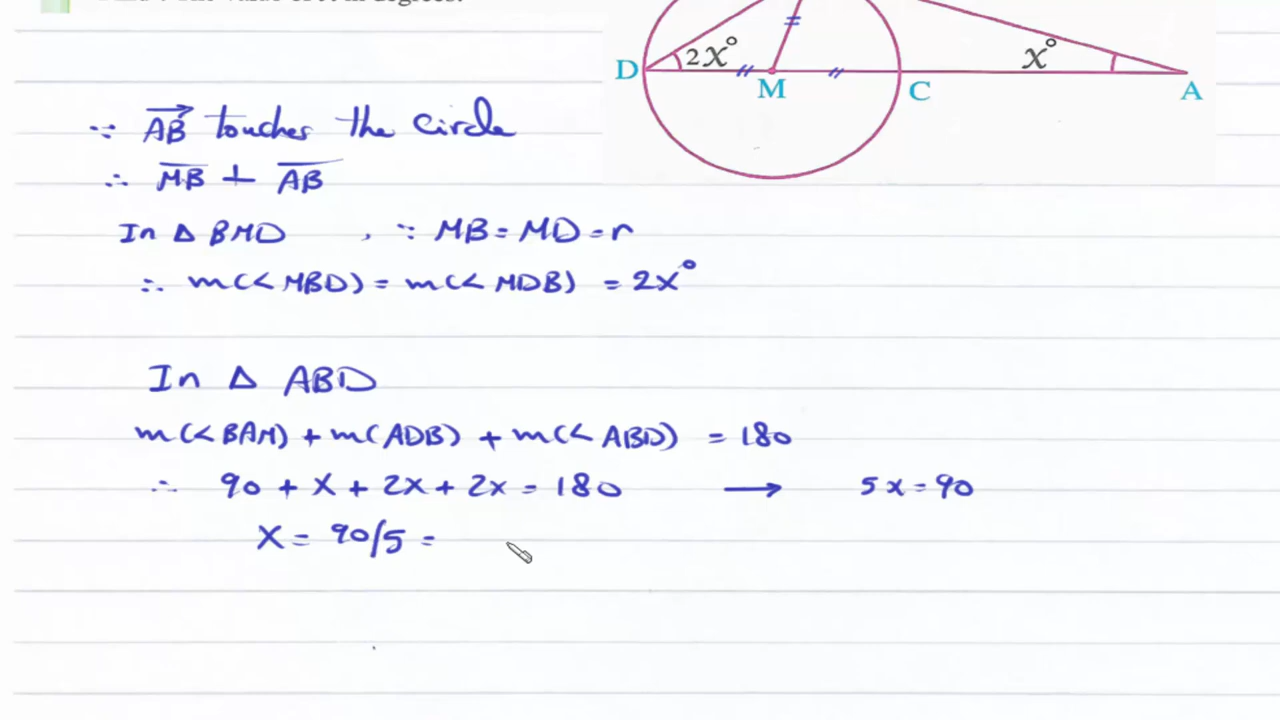 2x°
x°
D
M
C
A
∵ AB touches the circle
∴ MB ⊥ AB
In Δ BMD , ∵ MB = MD = r
∴ m(< MBD) = m(< MDB) = 2x°
In Δ ABD
m(< BAM) + m(ADB) + m(< ABD) = 180
∴ 90 + x + 2x + 2x = 180 → 5x = 90
x = 90/5 =